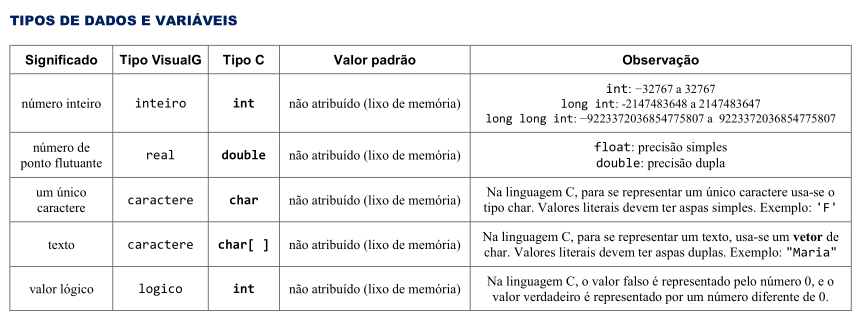 TIPOS DE DADOS E VARIÁVEIS
Significado Tipo VisualG Tipo C Valor padrão Observação
número inteiro inteiro int não atribuído (lixo de memória) int: −32767 a 32767
long int: -2147483648 a 2147483647
long long int: −9223372036854775807 a 9223372036854775807
número de
ponto flutuante real double não atribuído (lixo de memória) float: precisão simples
double: precisão dupla
um único
caractere caractere char não atribuído (lixo de memória) Na linguagem C, para se representar um único caractere usa-se o
tipo char. Valores literais devem ter aspas simples. Exemplo: 'F'
texto caractere char[ ] não atribuído (lixo de memória) Na linguagem C, para se representar um texto, usa-se um vetor de
char. Valores literais devem ter aspas duplas. Exemplo: "Maria"
valor lógico logico int não atribuído (lixo de memória) Na linguagem C, o valor falso é representado pelo número 0, e o
valor verdadeiro é representado por um número diferente de 0.